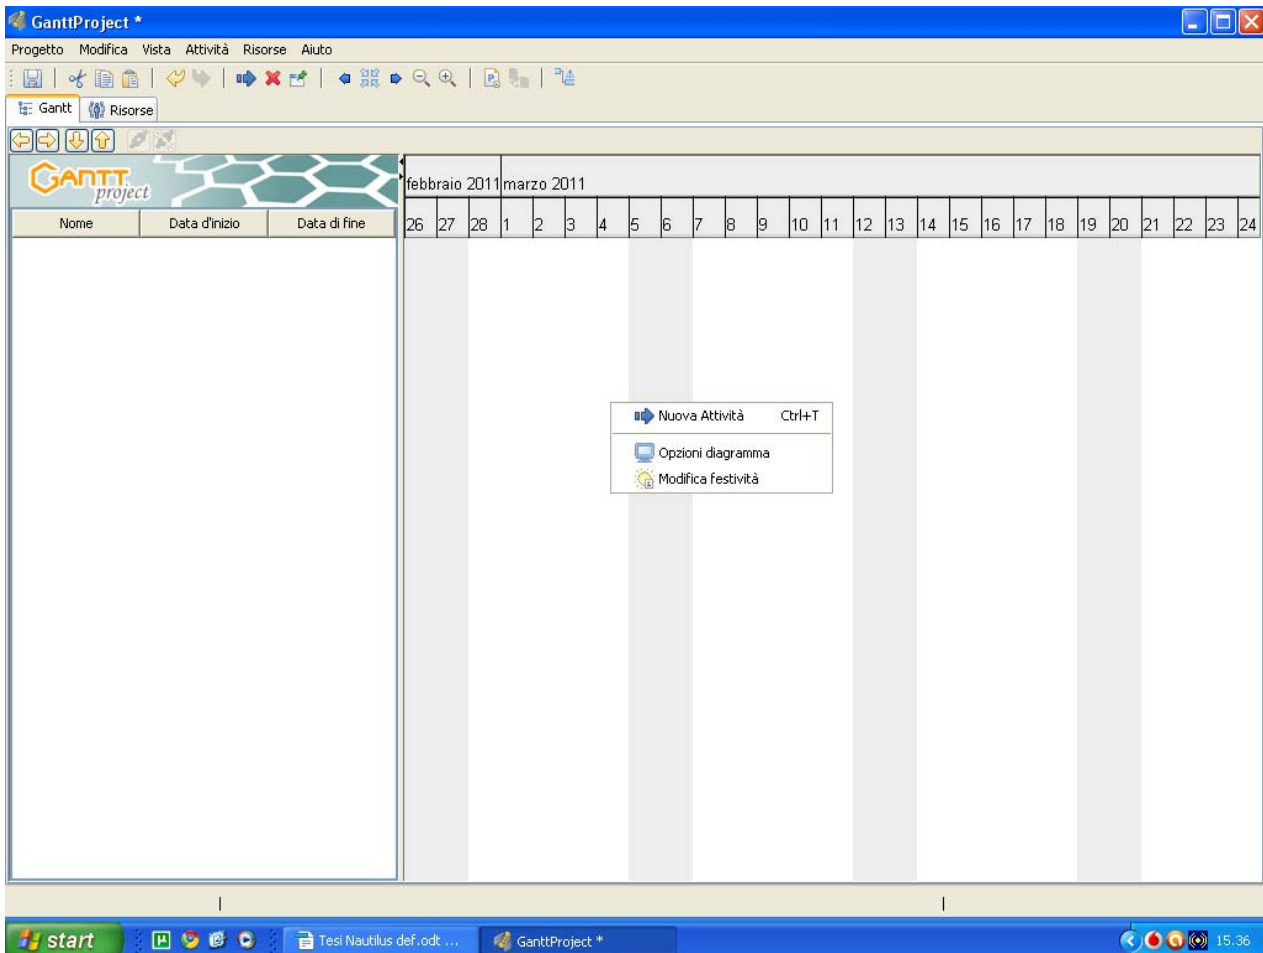 GanttProject *
Progetto Modifica Vista Attività Risorse Aiuto
Gantt Risorse
GANTT project
febbraio 2011 marzo 2011
Nome Data d'inizio Data di fine
26 27 28 1 2 3 4 5 6 7 8 9 10 11 12 13 14 15 16 17 18 19 20 21 22 23 24
Nuova Attività Ctrl+T
Opzioni diagramma
Modifica festività
start Tesi Nautilus def.odt ... GanttProject * 15.36